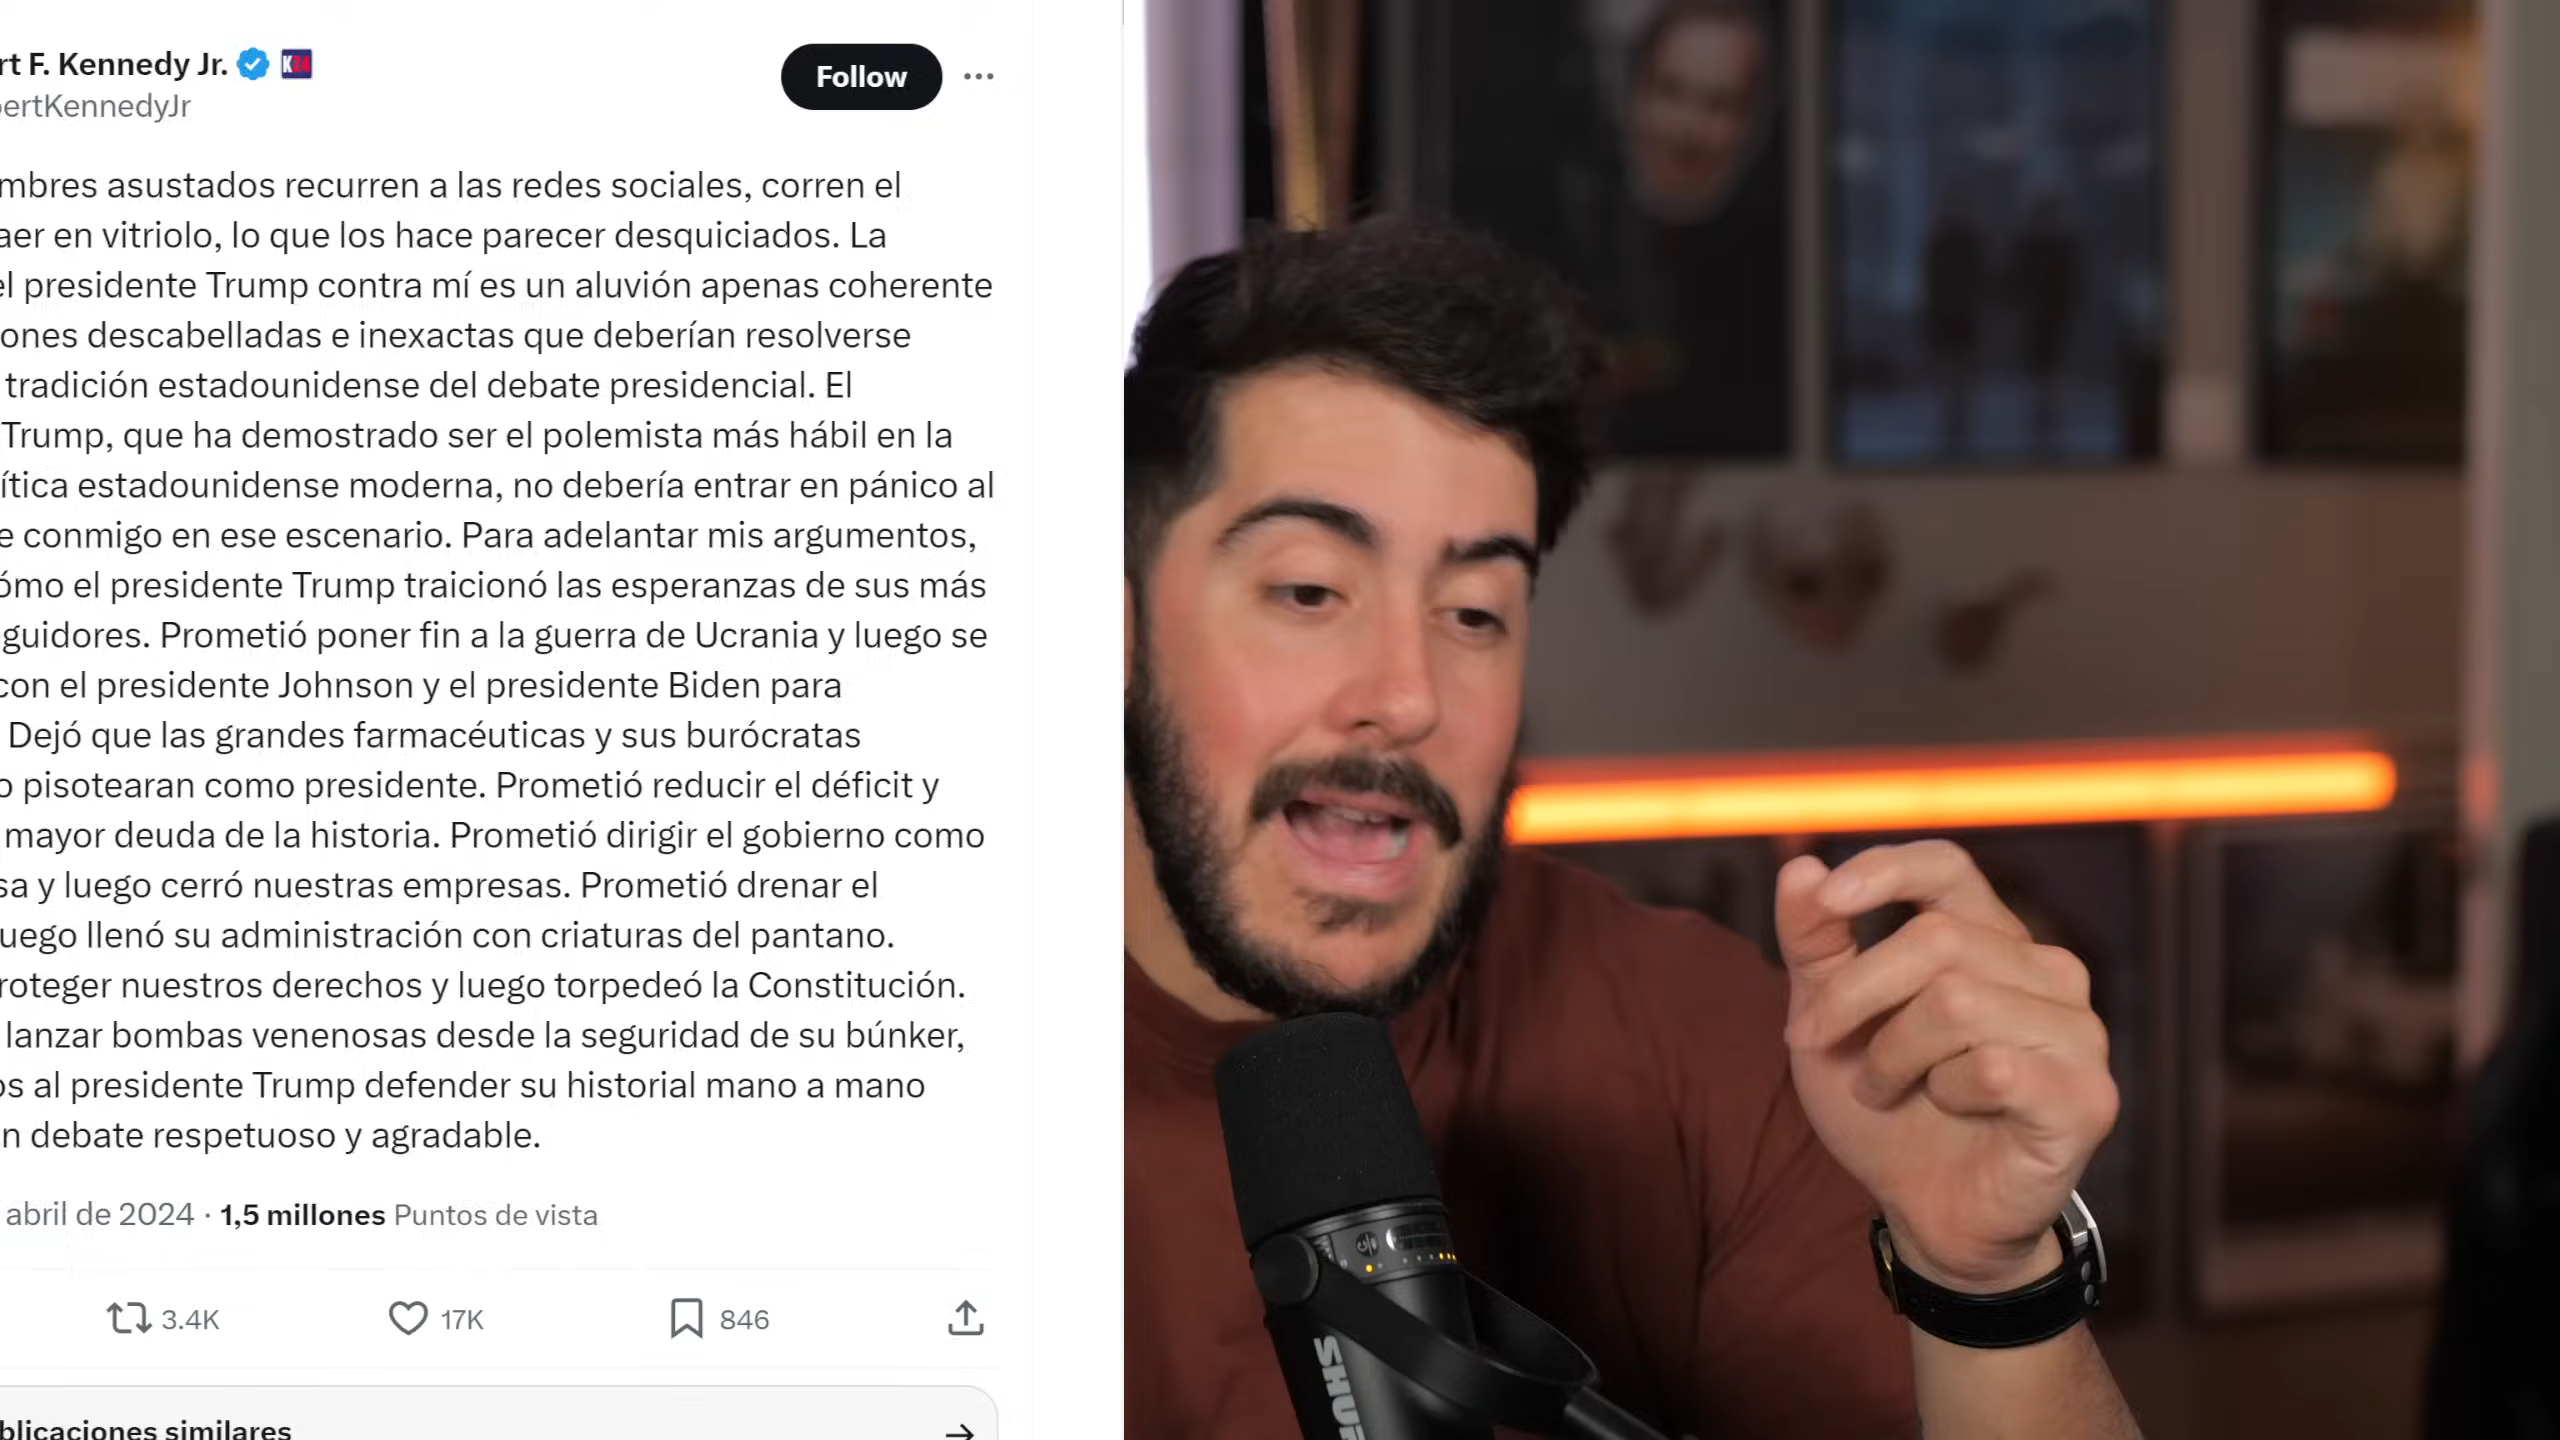 rt F. Kennedy Jr. K24
Follow
ertKennedyJr
mbres asustados recurren a las redes sociales, corren el
aer en vitriolo, lo que los hace parecer desquiciados. La
el presidente Trump contra mí es un aluvión apenas coherente
ones descabelladas e inexactas que deberían resolverse
tradición estadounidense del debate presidencial. El
Trump, que ha demostrado ser el polemista más hábil en la
ítica estadounidense moderna, no debería entrar en pánico al
e conmigo en ese escenario. Para adelantar mis argumentos,
ómo el presidente Trump traicionó las esperanzas de sus más
guidores. Prometió poner fin a la guerra de Ucrania y luego se
con el presidente Johnson y el presidente Biden para
Dejó que las grandes farmacéuticas y sus burócratas
o pisotearan como presidente. Prometió reducir el déficit y
mayor deuda de la historia. Prometió dirigir el gobierno como
sa y luego cerró nuestras empresas. Prometió drenar el
uego llenó su administración con criaturas del pantano.
roteger nuestros derechos y luego torpedeó la Constitución.
lanzar bombas venenosas desde la seguridad de su búnker,
os al presidente Trump defender su historial mano a mano
n debate respetuoso y agradable.
abril de 2024 · 1,5 millones Puntos de vista
3.4K 17K 846
blicaciones similares
SHUR